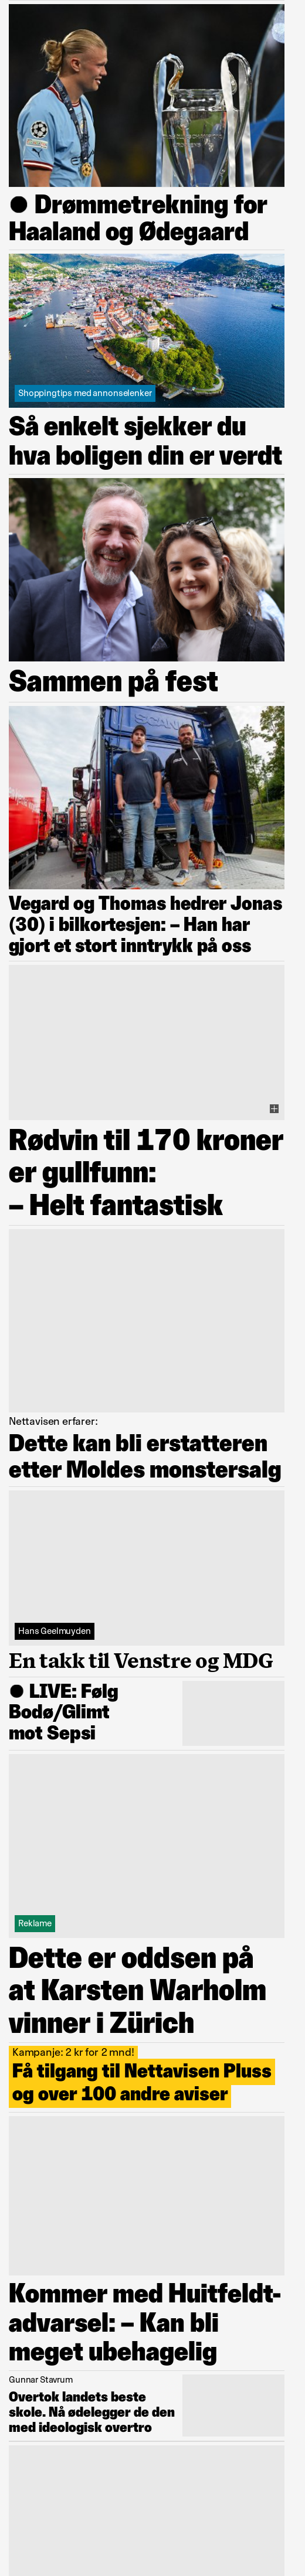 ● Drømmetrekning for
Haaland og Ødegaard
Shoppingtips med annonselenker
Så enkelt sjekker du
hva boligen din er verdt
Sammen på fest
SCANIA
Vegard og Thomas hedrer Jonas
(30) i bilkortesjen: – Han har
gjort et stort inntrykk på oss
Rødvin til 170 kroner
er gullfunn:
– Helt fantastisk
Nettavisen erfarer:
Dette kan bli erstatteren
etter Moldes monstersalg
Hans Geelmuyden
En takk til Venstre og MDG
● LIVE: Følg
Bodø/Glimt
mot Sepsi
Reklame
Dette er oddsen på
at Karsten Warholm
vinner i Zürich
Kampanje: 2 kr for 2 mnd!
Få tilgang til Nettavisen Pluss
og over 100 andre aviser
Kommer med Huitfeldt-
advarsel: – Kan bli
meget ubehagelig
Gunnar Stavrum
Overtok landets beste
skole. Nå ødelegger de den
med ideologisk overtro